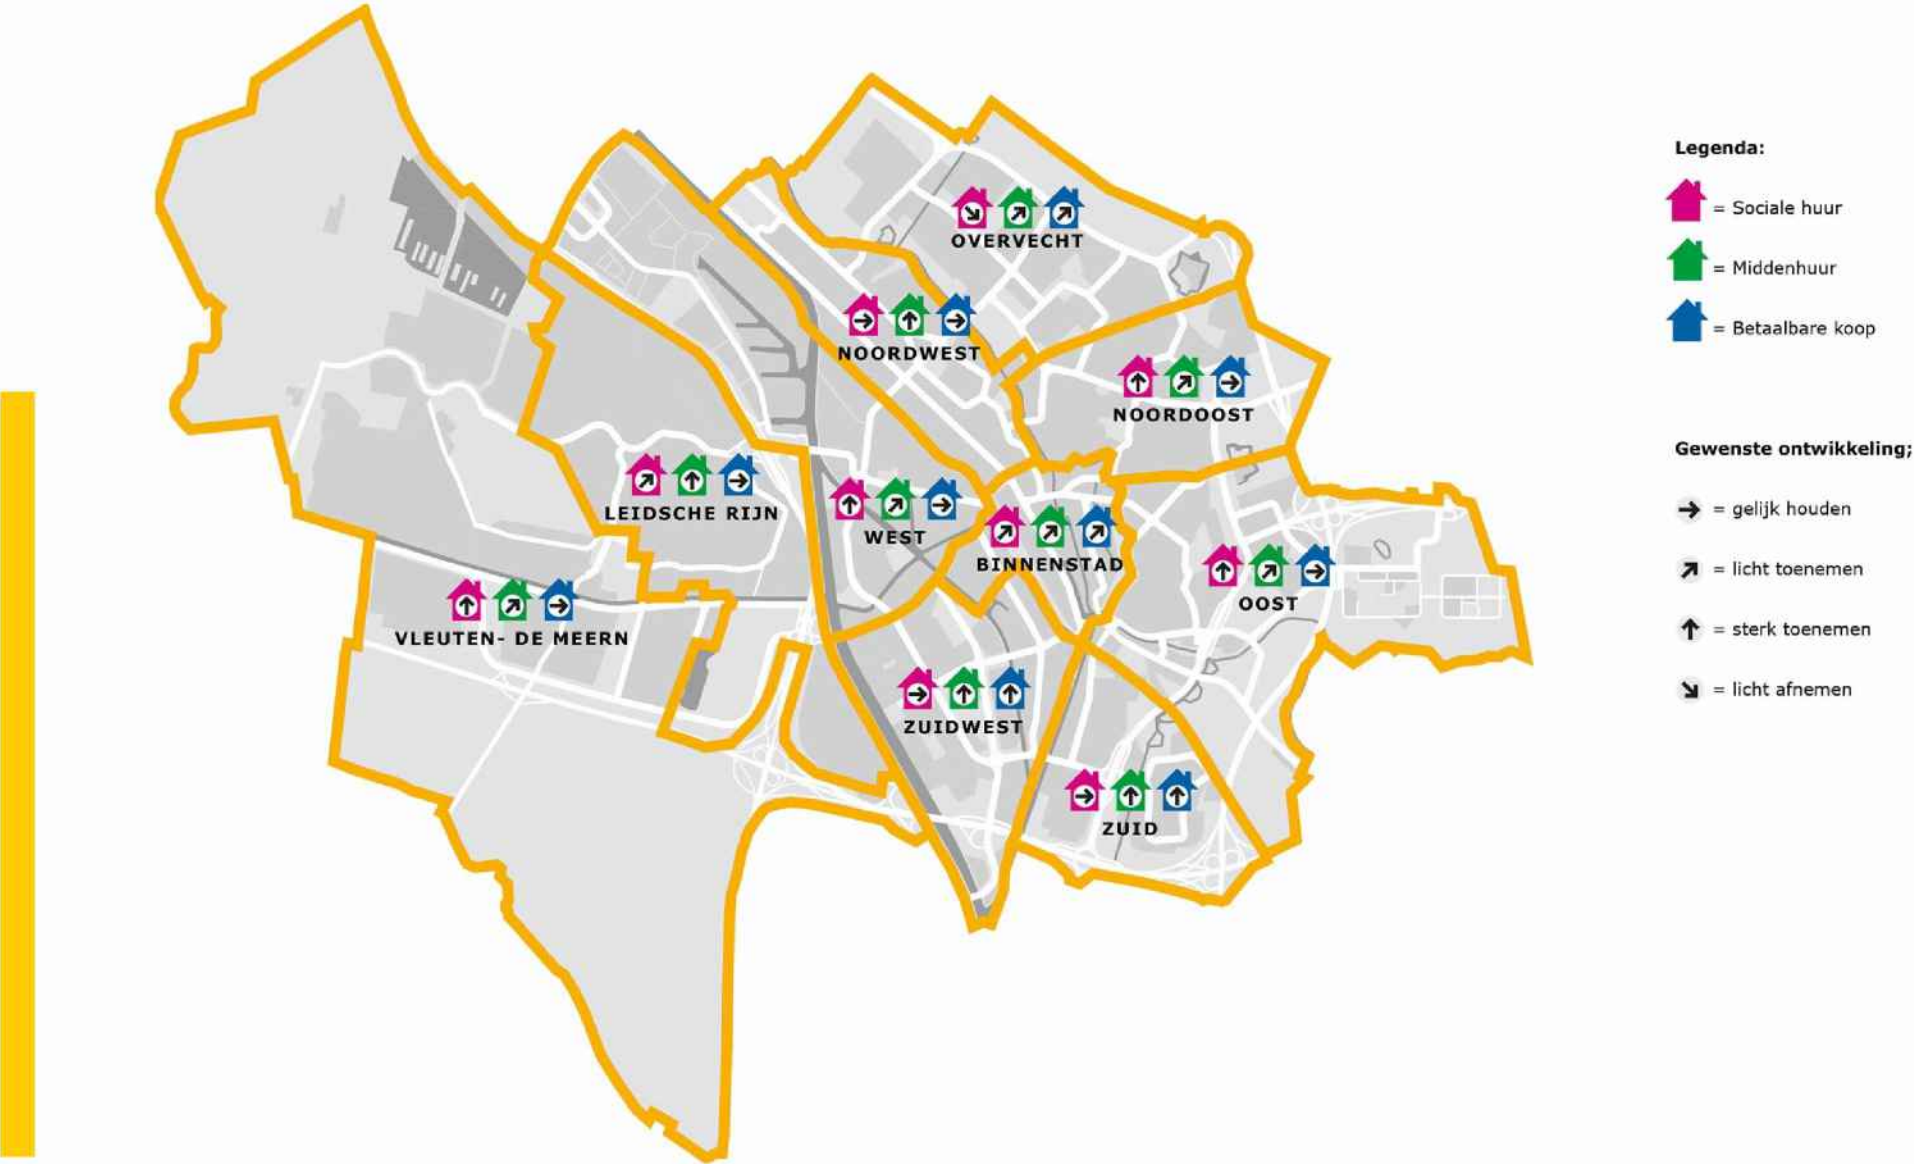 OVERVECHT
NOORDWEST
NOORDOOST
LEIDSCHE RIJN
WEST
BINNENSTAD
OOST
VLEUTEN- DE MEERN
ZUIDWEST
ZUID
Legenda:
= Sociale huur
= Middenhuur
= Betaalbare koop
Gewenste ontwikkeling;
= gelijk houden
= licht toenemen
= sterk toenemen
= licht afnemen